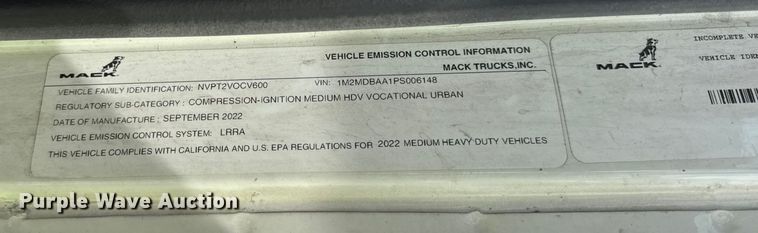 MACK
VEHICLE EMISSION CONTROL INFORMATION
MACK TRUCKS.INC.
VEHICLE FAMILY IDENTIFICATION: NVPT2VOCV600 VIN: 1M2MDBAA1PS006148
REGULATORY SUB-CATEGORY : COMPRESSION-IGNITION MEDIUM HDV VOCATIONAL URBAN
DATE OF MANUFACTURE ; SEPTEMBER 2022
VEHICLE EMISSION CONTROL SYSTEM: LRRA
THIS VEHICLE COMPLIES WITH CALIFORNIA AND U.S. EPA REGULATIONS FOR 2022 MEDIUM HEAVY DUTY VEHICLES
MACK
INCOMPLETE VE
VEHICLE IDEN
Purple Wave Auction